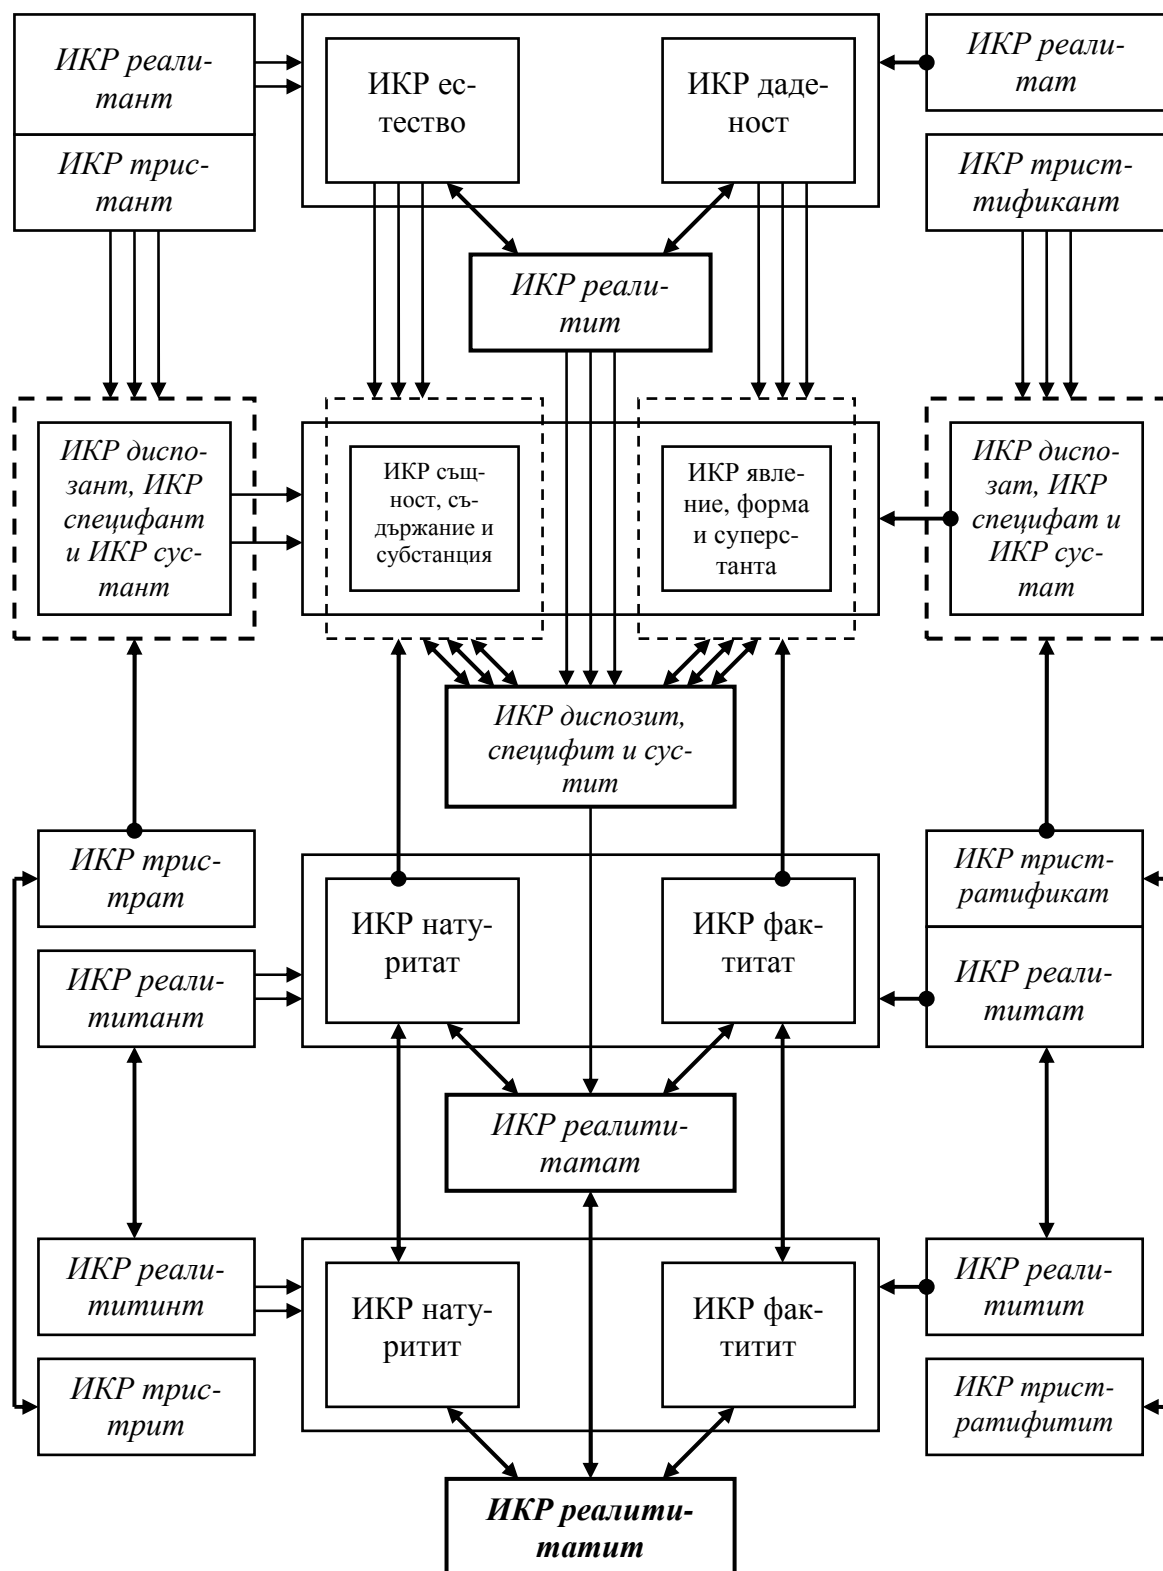 ИКР реали-
тант
ИКР ес-
тество
ИКР даде-
ност
ИКР реали-
тат
ИКР трис-
тант
ИКР трист-
тификант
ИКР реали-
тит
ИКР диспо-
зант, ИКР
специфант
и ИКР сус-
тант
ИКР същ-
ност, съ-
държание и
субстанция
ИКР явле-
ние, форма
и суперс-
танта
ИКР диспо-
зат, ИКР
специфат и
ИКР сус-
тат
ИКР диспозит,
специфит и сус-
тит
ИКР трис-
трат
ИКР нату-
ритат
ИКР фак-
титат
ИКР трист-
ратификат
ИКР реали-
титант
ИКР реали-
титат
ИКР реалити-
татат
ИКР реали-
титинт
ИКР нату-
ритит
ИКР фак-
титит
ИКР реали-
титит
ИКР трис-
трит
ИКР трист-
ратифитит
ИКР реалити-
татит